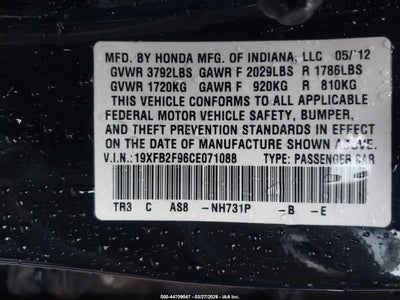 MFD. BY HONDA MFG. OF INDIANA, LLC 05/12
GVWR 3792LBS GAWR F 2029LBS R 1786LBS
GVWR 1720KG GAWR F 920KG R 810KG
THIS VEHICLE CONFORMS TO ALL APPLICABLE
FEDERAL MOTOR VEHICLE SAFETY, BUMPER,
AND THEFT PREVENTION STANDARDS IN EFFECT
ON THE DATE OF MANUFACTURE SHOWN ABOVE.
V.I.N.: 19XFB2F96CE071088 TYPE: PASSENGER CAR
TR3 C AS8 -NH731P -B -E
000-44709047 - 03/27/2026 - IAAI.COM